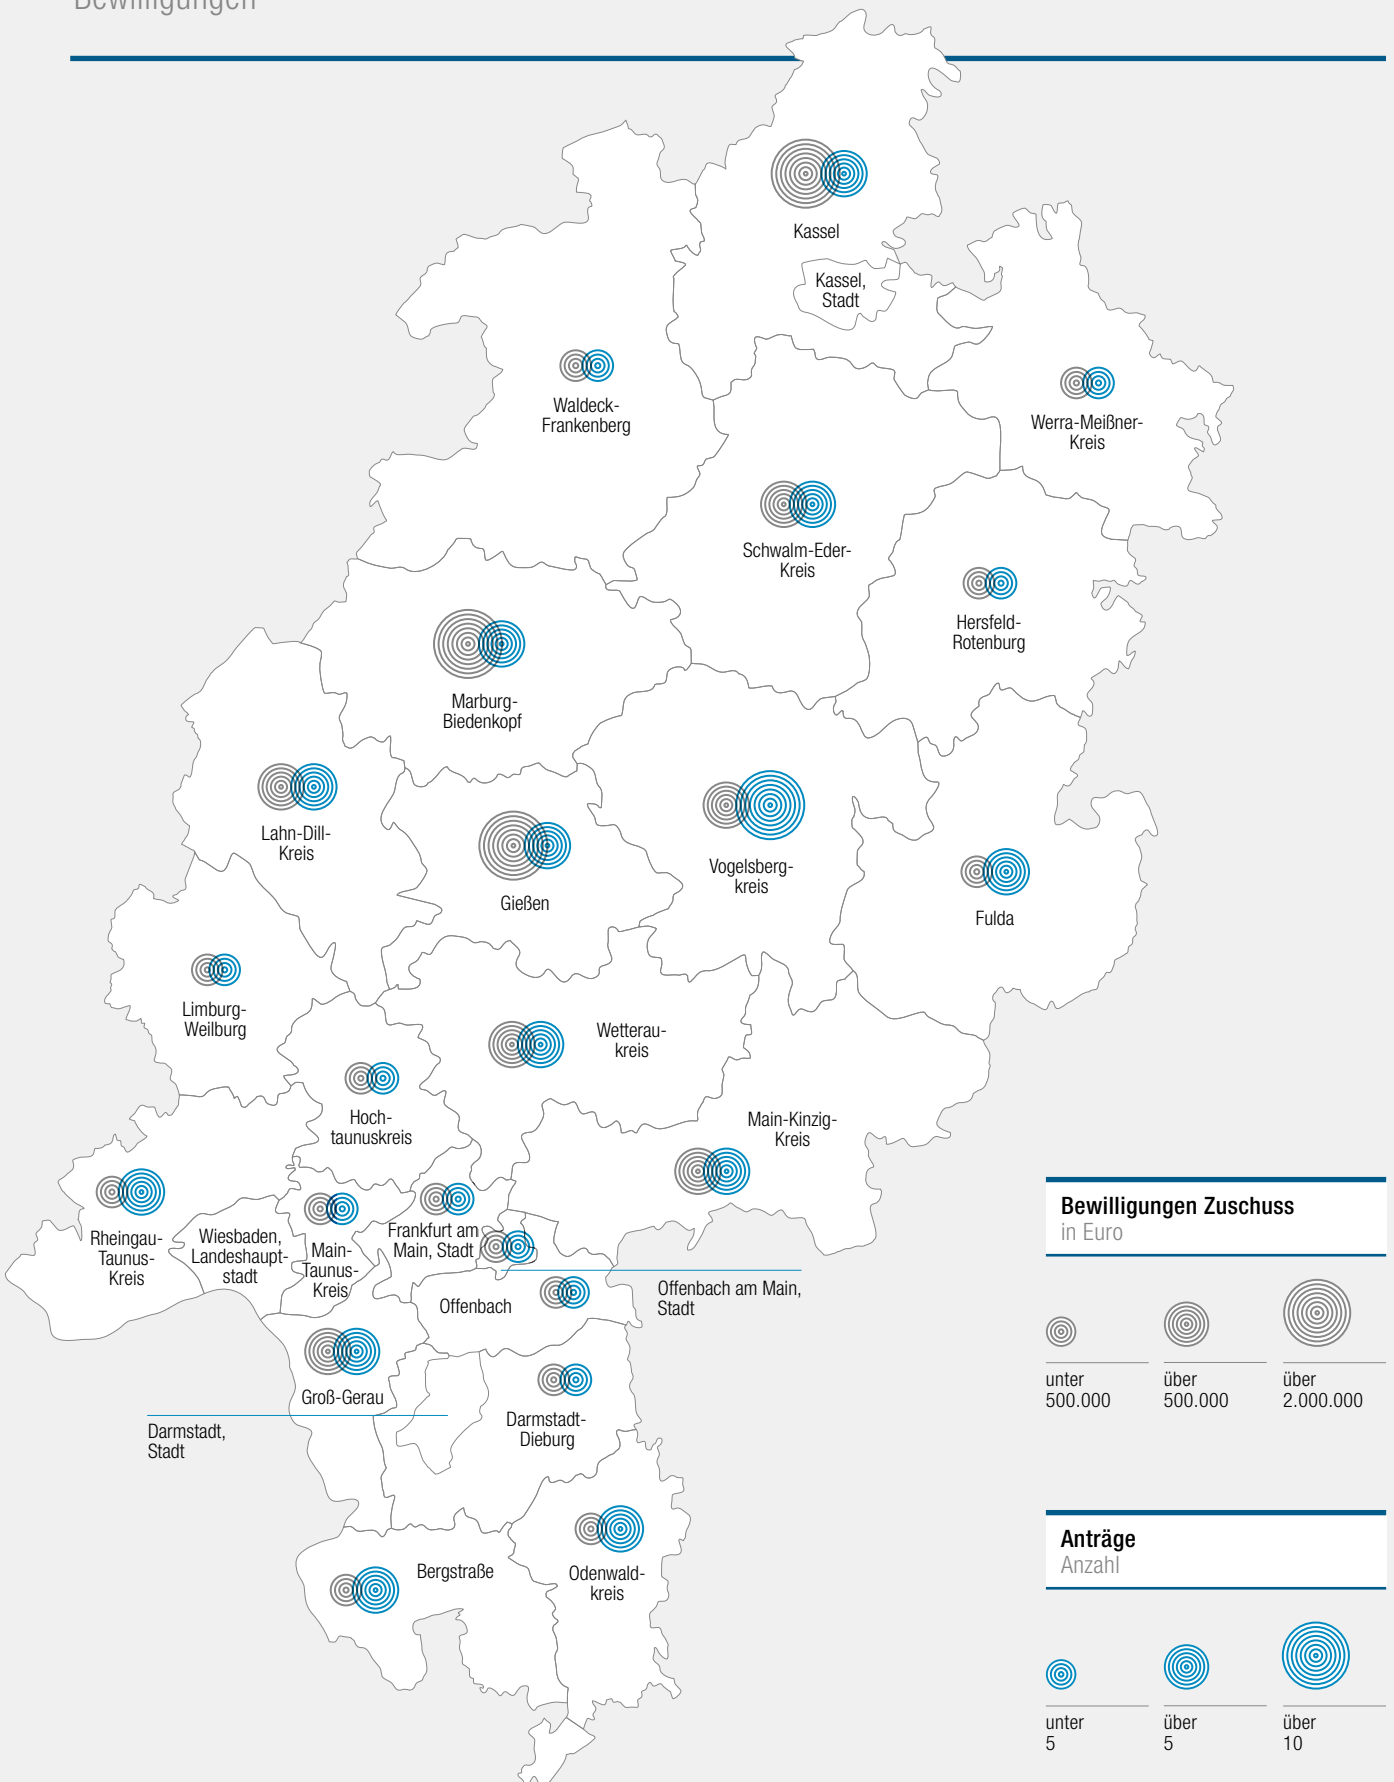 Bewilligungen
Kassel
Kassel,
Stadt
Waldeck-
Frankenberg
Werra-Meißner-
Kreis
Schwalm-Eder-
Kreis
Hersfeld-
Rotenburg
Marburg-
Biedenkopf
Lahn-Dill-
Kreis
Gießen
Vogelsberg-
kreis
Fulda
Limburg-
Weilburg
Wetterau-
kreis
Hoch-
taunuskreis
Main-Kinzig-
Kreis
Rheingau-
Taunus-
Kreis
Wiesbaden,
Landeshaupt-
stadt
Main-
Taunus-
Kreis
Frankfurt am
Main, Stadt
Offenbach am Main,
Stadt
Offenbach
Groß-Gerau
Darmstadt,
Stadt
Darmstadt-
Dieburg
Bergstraße
Odenwald-
kreis
Bewilligungen Zuschuss
in Euro
unter
500.000
über
500.000
über
2.000.000
Anträge
Anzahl
unter
5
über
5
über
10